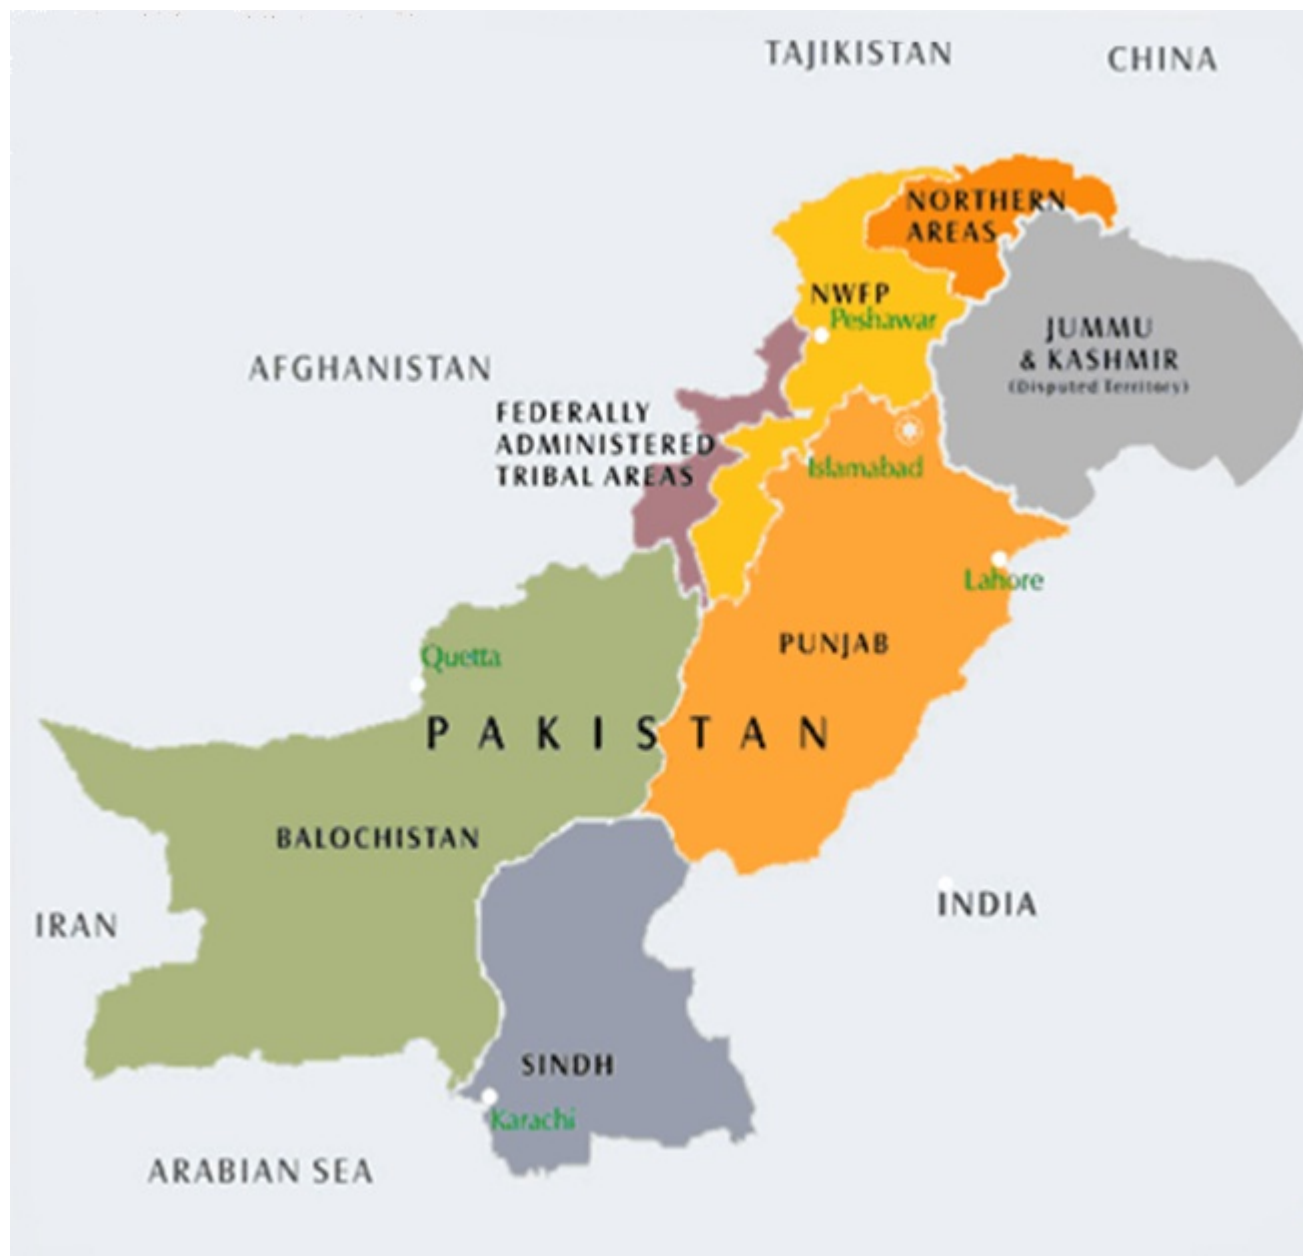 TAJIKISTAN
CHINA
NORTHERN
AREAS
NWFP
Peshawar
JUMMU
& KASHMIR
(Disputed Territory)
AFGHANISTAN
FEDERALLY
ADMINISTERED
TRIBAL AREAS
Islamabad
Lahore
PUNJAB
Quetta
PAKISTAN
BALOCHISTAN
IRAN
INDIA
SINDH
Karachi
ARABIAN SEA